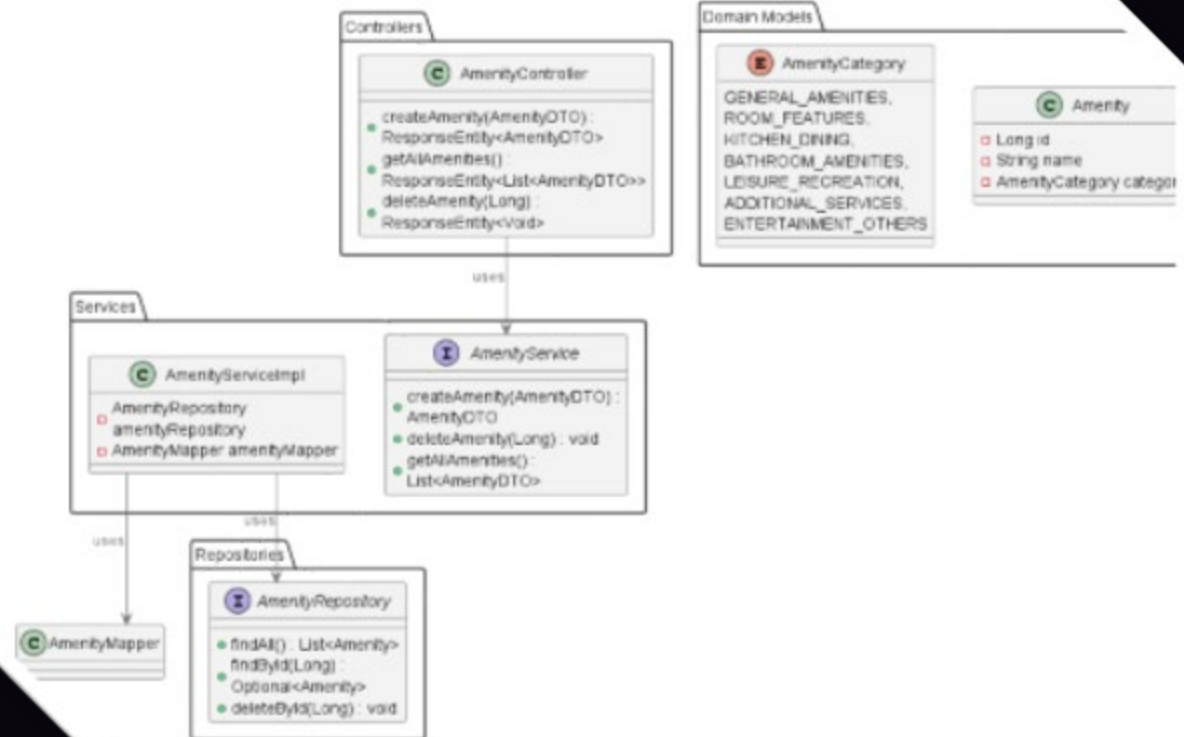 Controllers
C AmenityController
createAmenity(AmenityDTO) :
ResponseEntity<AmenityDTO>
getAllAmenities() :
ResponseEntity<List<AmenityDTO>>
deleteAmenity(Long) :
ResponseEntity<Void>
Domain Models
E AmenityCategory
GENERAL_AMENITIES,
ROOM_FEATURES,
KITCHEN_DINING,
BATHROOM_AMENITIES,
LEISURE_RECREATION,
ADDITIONAL_SERVICES,
ENTERTAINMENT_OTHERS
C Amenity
Long id
String name
AmenityCategory categor
uses
Services
C AmenityServiceImpl
AmenityRepository
amenityRepository
AmenityMapper amenityMapper
I AmenityService
createAmenity(AmenityDTO) :
AmenityDTO
deleteAmenity(Long) : void
getAllAmenities() :
List<AmenityDTO>
uses
uses
C AmenityMapper
Repositories
I AmenityRepository
findAll() : List<Amenity>
findById(Long) :
Optional<Amenity>
deleteById(Long) : void